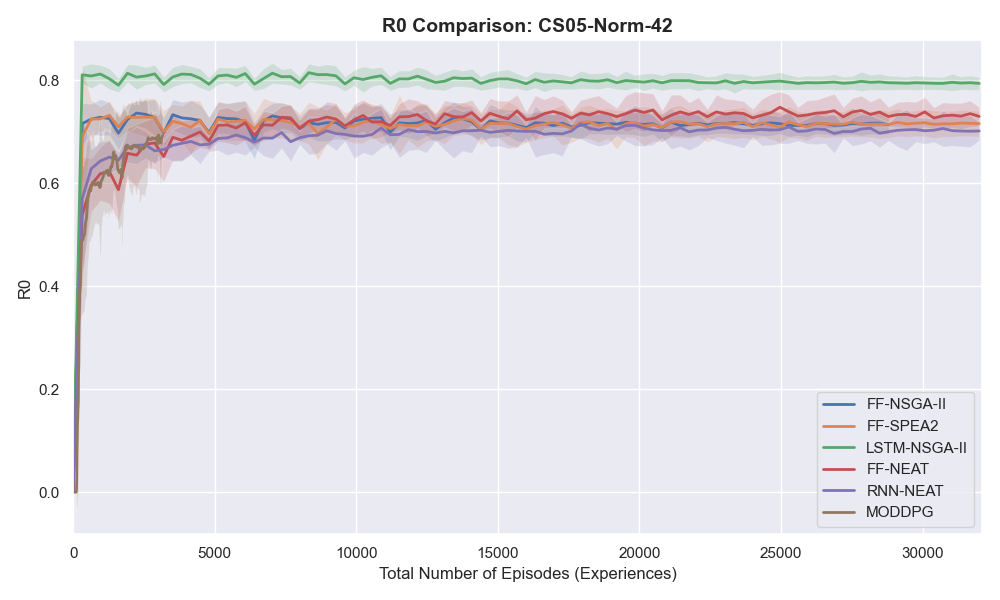 R0 Comparison: CS05-Norm-42
R0
0.8
0.6
0.4
0.2
0.0
0 5000 10000 15000 20000 25000 30000
Total Number of Episodes (Experiences)
FF-NSGA-II
FF-SPEA2
LSTM-NSGA-II
FF-NEAT
RNN-NEAT
MODDPG